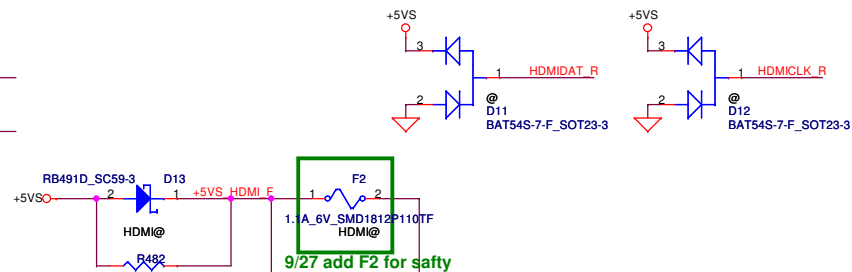 +5VS
+5VS
3
3
1
HDMIDAT_R
1
HDMICLK_R
2
@
2
@
D11
D12
BAT54S-7-F_SOT23-3
BAT54S-7-F_SOT23-3
RB491D_SC59-3
D13
F2
+5VS
2
1
+5VS_HDMI_F
1
2
1.1A_6V_SMD1812P110TF
HDMI@
HDMI@
R482
9/27 add F2 for safty